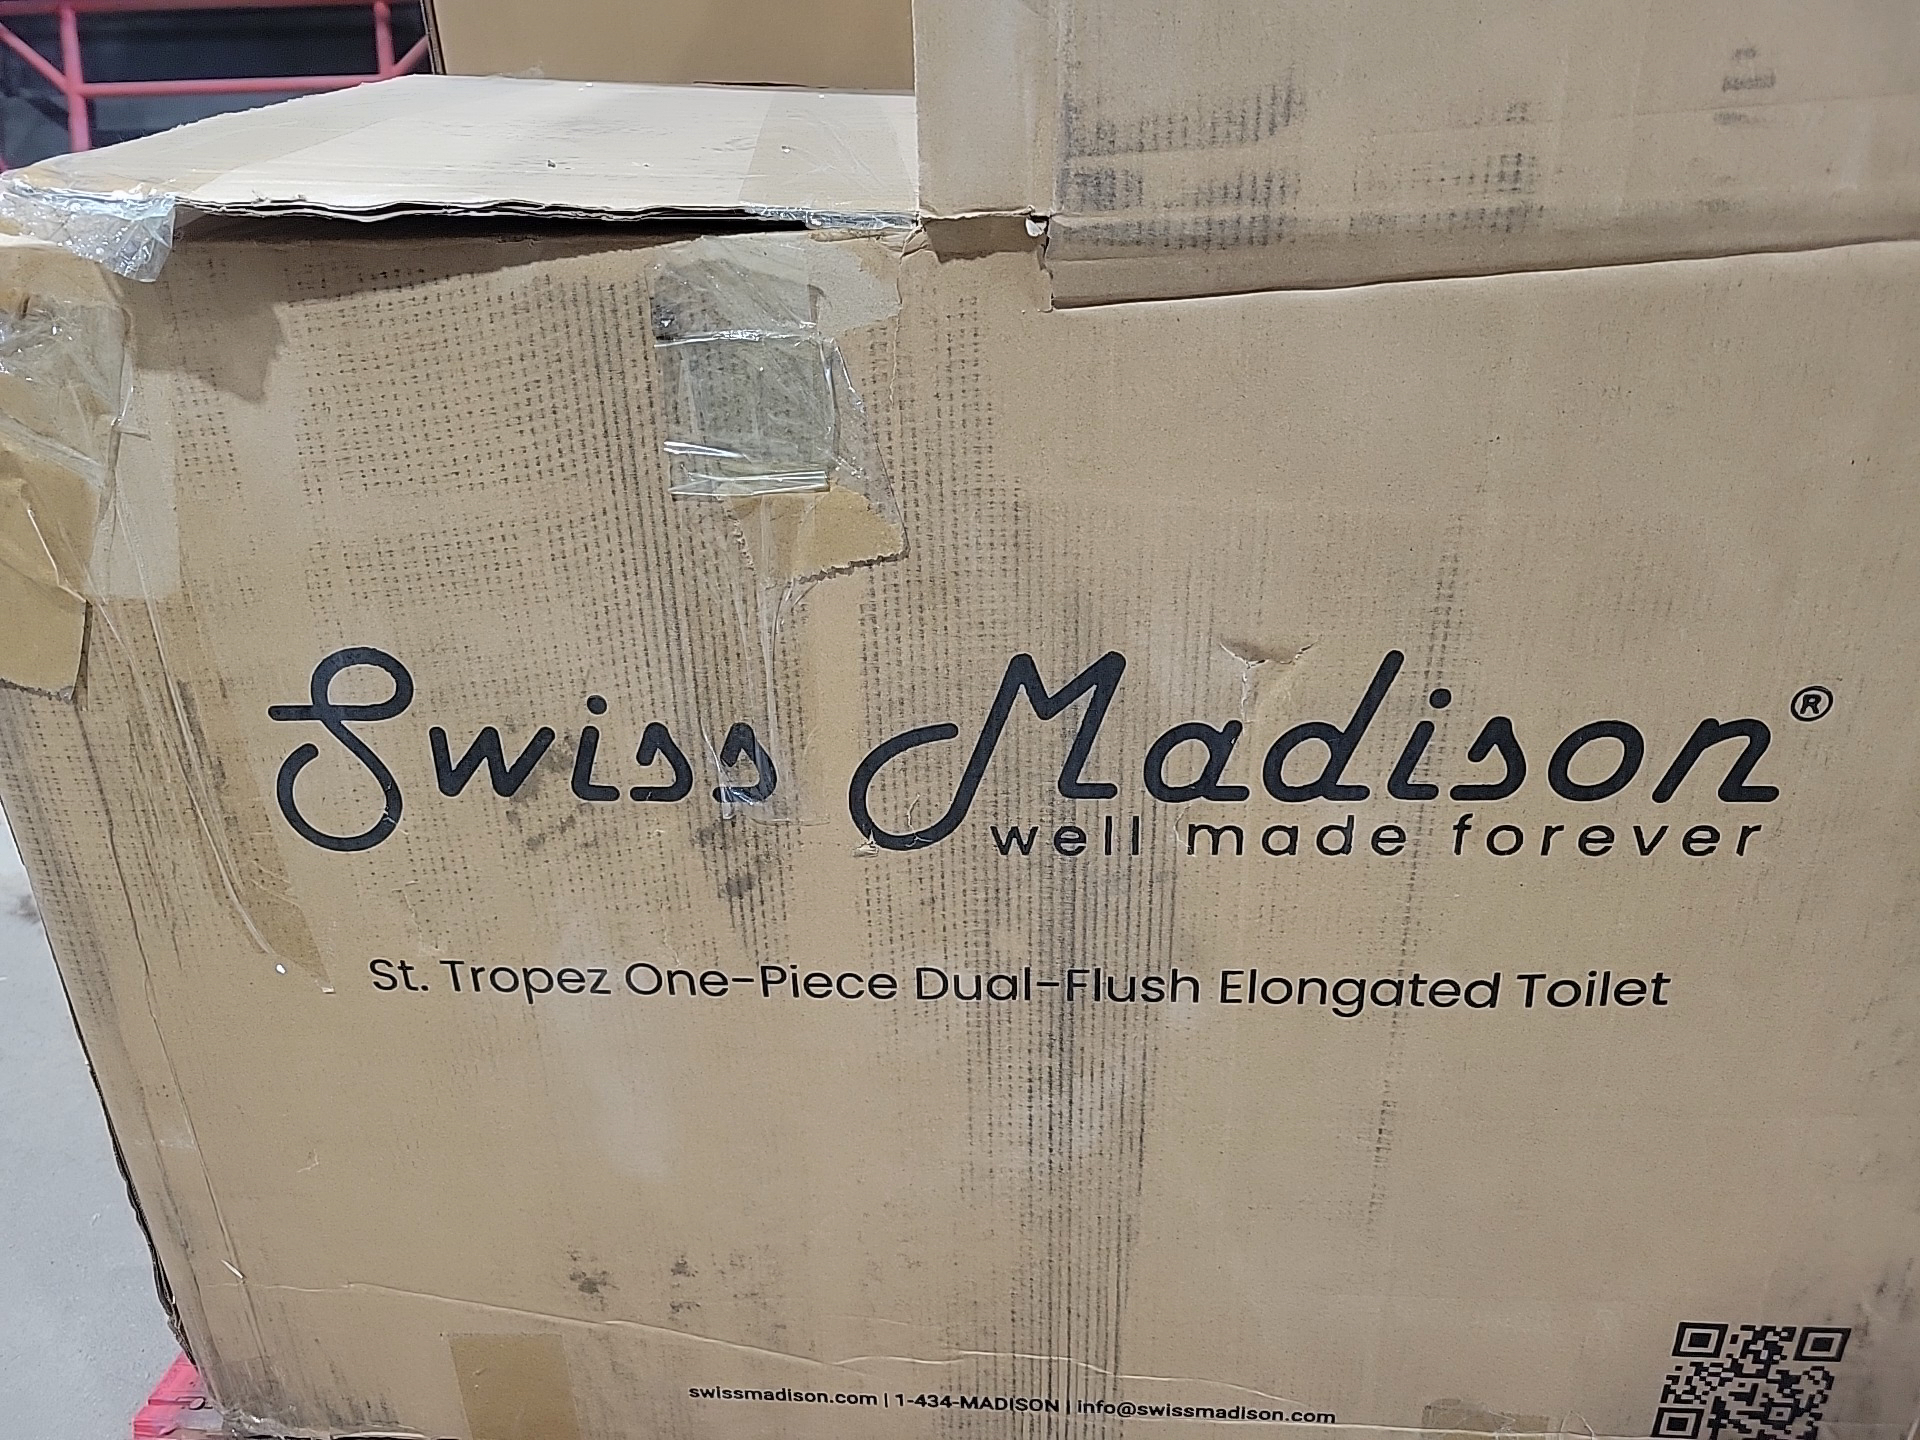 Swiss Madison®
well made forever
St. Tropez One-Piece Dual-Flush Elongated Toilet
swissmadison.com | 1-434-MADISON | info@swissmadison.com